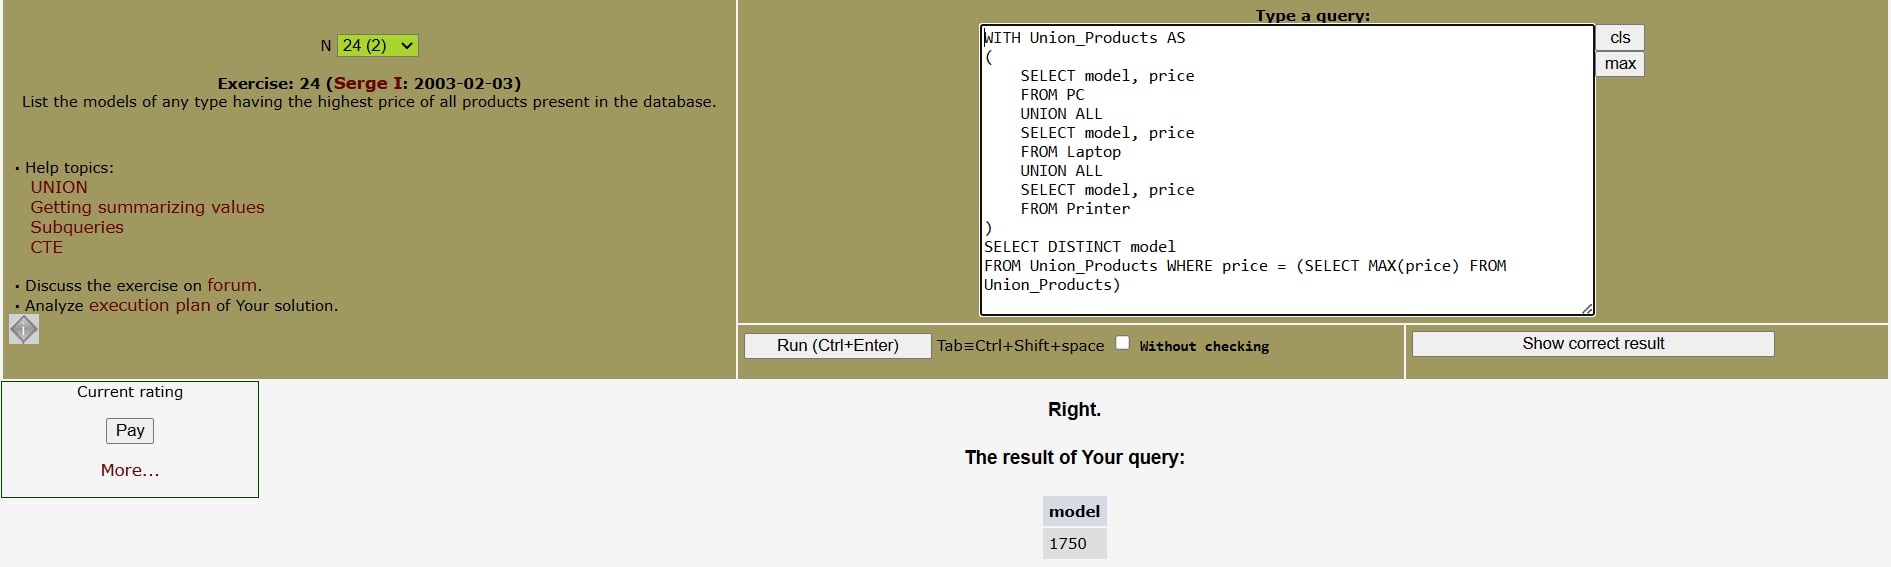 N 24 (2)
Exercise: 24 (Serge I: 2003-02-03)
List the models of any type having the highest price of all products present in the database.
• Help topics:
UNION
Getting summarizing values
Subqueries
CTE
• Discuss the exercise on forum.
• Analyze execution plan of Your solution.
Type a query:
WITH Union_Products AS
(
    SELECT model, price
    FROM PC
    UNION ALL
    SELECT model, price
    FROM Laptop
    UNION ALL
    SELECT model, price
    FROM Printer
)
SELECT DISTINCT model
FROM Union_Products WHERE price = (SELECT MAX(price) FROM
Union_Products)
cls
max
Run (Ctrl+Enter) Tab≡Ctrl+Shift+space Without checking
Show correct result
Current rating
Pay
More...
Right.
The result of Your query:
model
1750